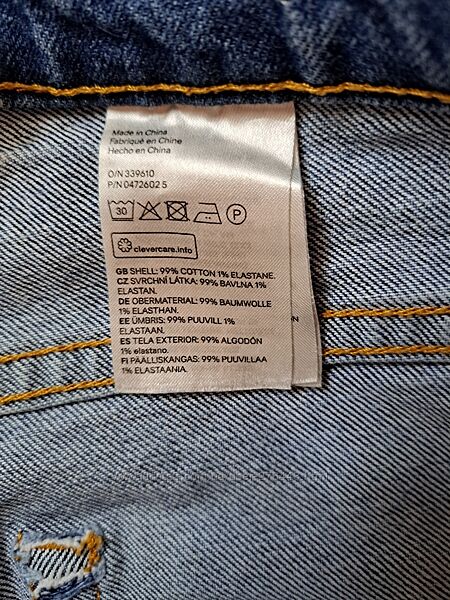 Made in China
Fabriqué en Chine
Hecho en China
O/N 339610
P/N 04726025
30 P
clevercare.info
GB SHELL: 99% COTTON 1% ELASTANE.
CZ SVRCHNI LÁTKA: 99% BAVLNA 1%
ELASTAN.
DE OBERMATERIAL: 99% BAUMWOLLE
1% ELASTHAN.
EE ÜMBRIS: 99% PUUVILL 1%
ELASTAAN.
ES TELA EXTERIOR: 99% ALGODÓN
1% elastano.
FI PÄÄLLISKANGAS: 99% PUUVILLAA
1% ELASTAANIA.